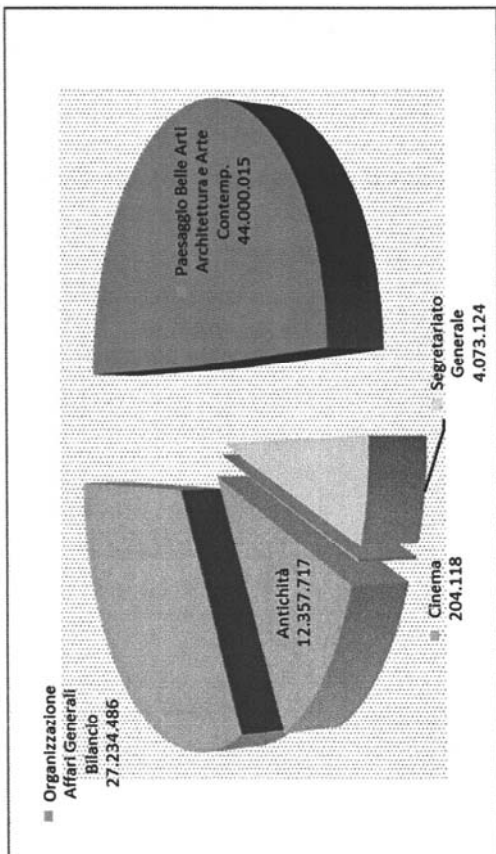 Organizzazione
Affari Generali
Bilancio
27.234.486
Paesaggio Belle Arti
Architettura e Arte
Contemp.
44.000.015
Antichità
12.357.717
Cinema
204.118
Segretariato
Generale
4.073.124